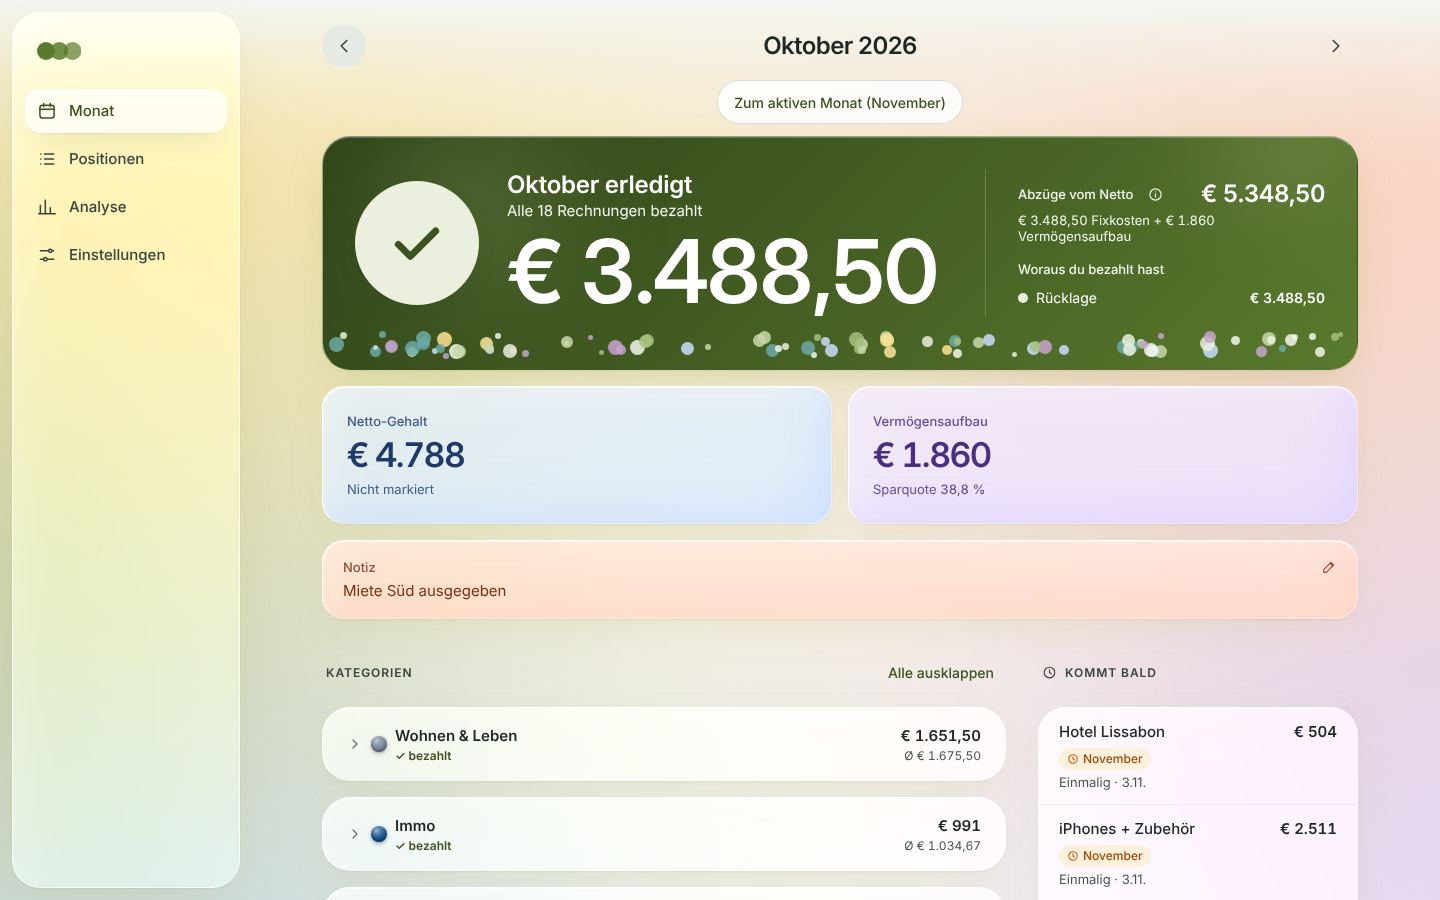 Oktober 2026
Zum aktiven Monat (November)
Monat
Positionen
Analyse
Einstellungen
Oktober erledigt
Alle 18 Rechnungen bezahlt
€ 3.488,50
Abzüge vom Netto
€ 5.348,50
€ 3.488,50 Fixkosten + € 1.860
Vermögensaufbau
Woraus du bezahlt hast
Rücklage
€ 3.488,50
Netto-Gehalt
€ 4.788
Nicht markiert
Vermögensaufbau
€ 1.860
Sparquote 38,8 %
Notiz
Miete Süd ausgegeben
KATEGORIEN
Alle ausklappen
Wohnen & Leben
€ 1.651,50
✓ bezahlt
Ø € 1.675,50
Immo
€ 991
✓ bezahlt
Ø € 1.034,67
KOMMT BALD
Hotel Lissabon
€ 504
November
Einmalig · 3.11.
iPhones + Zubehör
€ 2.511
November
Einmalig · 3.11.